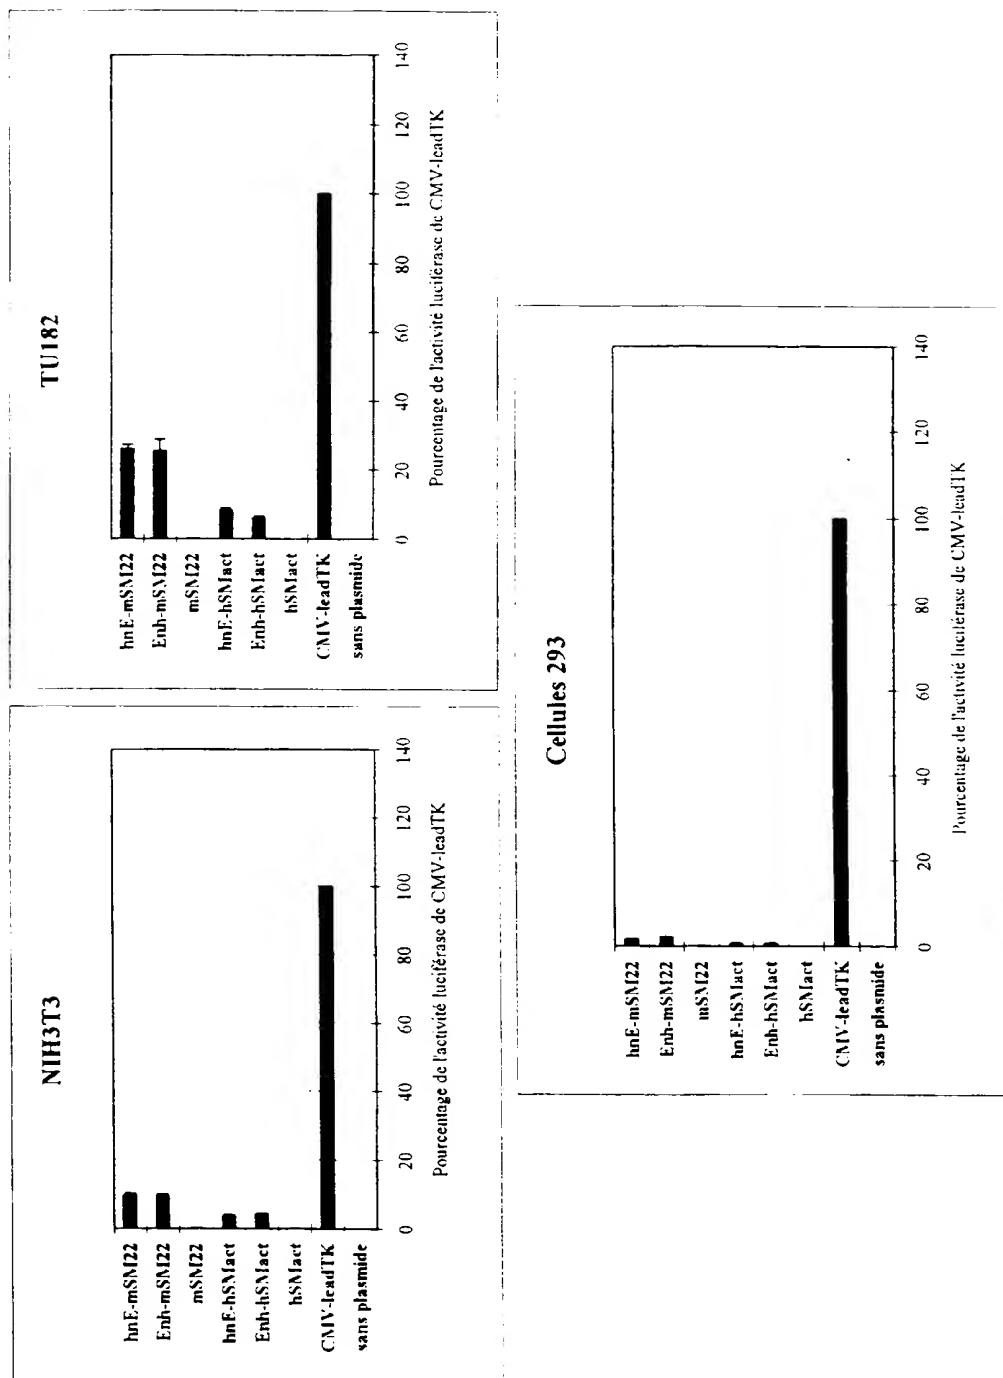 NIH3T3
hnE-mSM22
Enh-mSM22
mSM22
hnE-hSMact
Enh-hSMact
hSMact
CMV-leadTK
sans plasmide
0 20 40 60 80 100 120 140
Pourcentage de l'activité luciférase de CMV-leadTK
TU182
hnE-mSM22
Enh-mSM22
mSM22
hnE-hSMact
Enh-hSMact
hSMact
CMV-leadTK
sans plasmide
0 20 40 60 80 100 120 140
Pourcentage de l'activité luciférase de CMV-leadTK
Cellules 293
hnE-mSM22
Enh-mSM22
mSM22
hnE-hSMact
Enh-hSMact
hSMact
CMV-leadTK
sans plasmide
0 20 40 60 80 100 120 140
Pourcentage de l'activité luciférase de CMV-leadTK